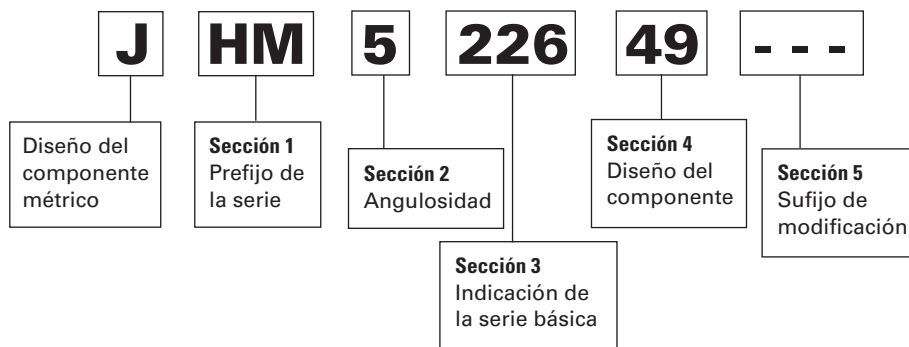 J HM 5 226 49 - - -
Diseño del
componente
métrico
Sección 1
Prefijo de
la serie
Sección 2
Angulosidad
Sección 3
Indicación de
la serie básica
Sección 4
Diseño del
componente
Sección 5
Sufijo de
modificación